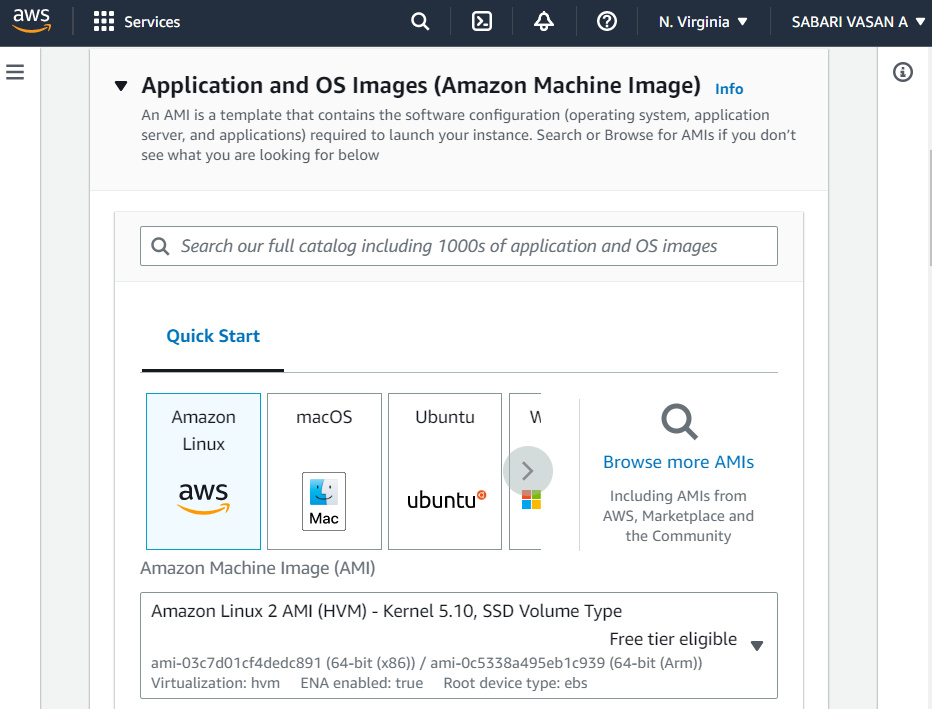 aws Services N. Virginia SABARI VASAN A
Application and OS Images (Amazon Machine Image) Info
An AMI is a template that contains the software configuration (operating system, application
server, and applications) required to launch your instance. Search or Browse for AMIs if you don't
see what you are looking for below
Search our full catalog including 1000s of application and OS images
Quick Start
Amazon
Linux
aws
macOS
Mac
Ubuntu
ubuntu
W
Browse more AMIs
Including AMIs from
AWS, Marketplace and
the Community
Amazon Machine Image (AMI)
Amazon Linux 2 AMI (HVM) - Kernel 5.10, SSD Volume Type
Free tier eligible
ami-03c7d01cf4dedc891 (64-bit (x86)) / ami-0c5338a495eb1c939 (64-bit (Arm))
Virtualization: hvm ENA enabled: true Root device type: ebs